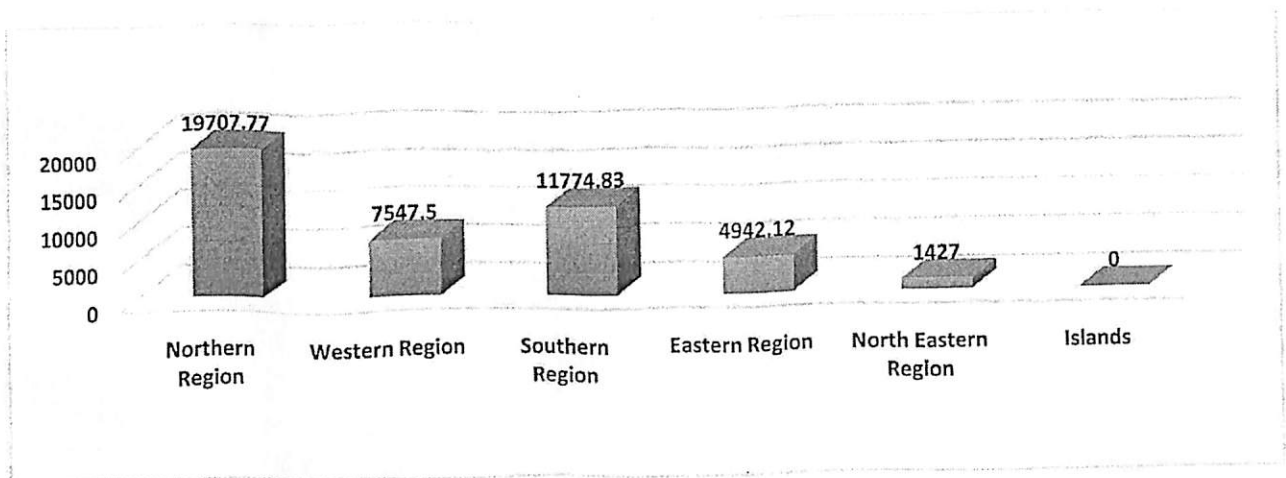 19707.77
20000
15000
10000
5000
0
7547.5
11774.83
4942.12
1427
0
Northern
Region
Western Region
Southern
Region
Eastern Region
North Eastern
Region
Islands